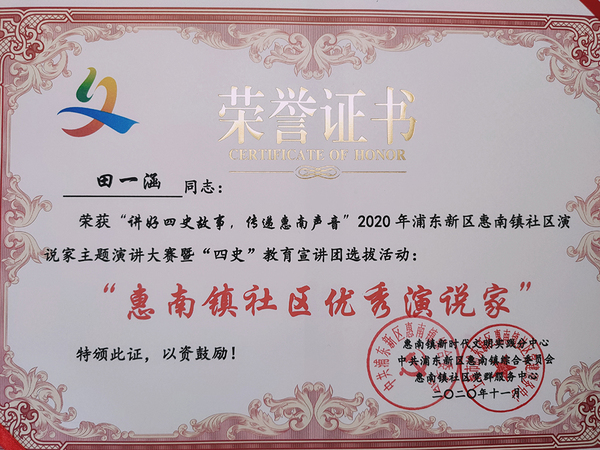 荣誉证书
CERTIFICATE OF HONOR
田一涵 同志：
荣获“讲好四史故事，传递惠南声音”2020年浦东新区惠南镇社区演
说家主题演讲大赛暨“四史”教育宣讲团选拔活动：
“惠南镇社区优秀演说家”
特颁此证，以资鼓励！
惠南镇新时代文明实践分中心
中共浦东新区惠南镇综合委员会
惠南镇社区党群服务中心
二〇二〇年十一月